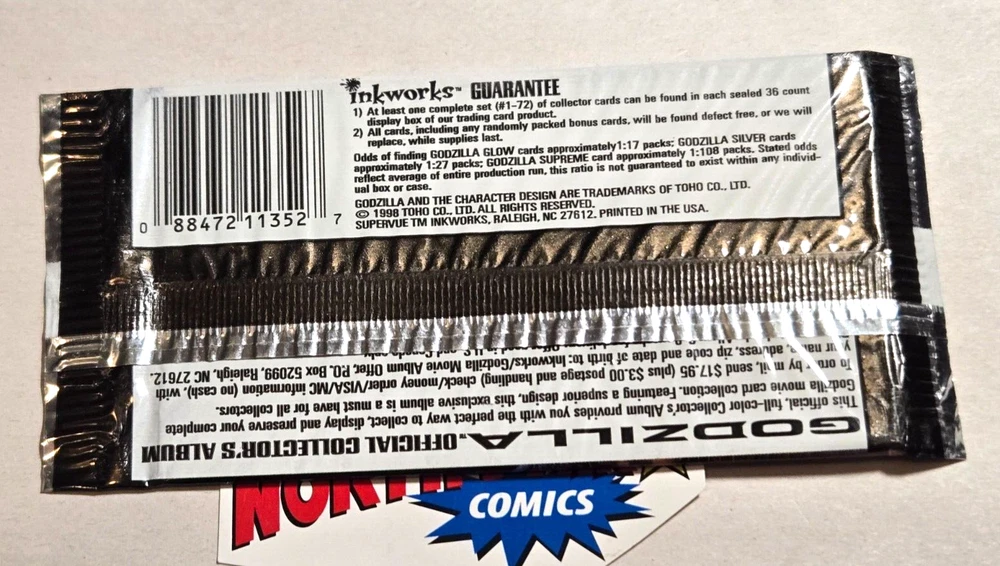 inkworks™ GUARANTEE
1) At least one complete set (#1-72) of collector cards can be found in each sealed 36 count
display box of our trading card product.
2) All cards, including any randomly packed bonus cards, will be found defect free, or we will
replace, while supplies last.
Odds of finding GODZILLA GLOW cards approximately1:17 packs; GODZILLA SILVER cards
approximately 1:27 packs; GODZILLA SUPREME card approximately 1:108 packs. Stated odds
reflect average of entire production run, this ratio is not guaranteed to exist within any individ-
ual box or case.
GODZILLA AND THE CHARACTER DESIGN ARE TRADEMARKS OF TOHO CO., LTD.
© 1998 TOHO CO., LTD. ALL RIGHTS RESERVED.
SUPERVUE TM INKWORKS, RALEIGH, NC 27612. PRINTED IN THE USA.
0 88472 11352 7
GODZILLA™ OFFICIAL COLLECTOR'S ALBUM
This official, full-color Collector's Album provides you with the perfect way to collect, display and preserve your complete
Godzilla movie card collection. Featuring a superior design, this exclusive album is a must have for all collectors.
To order by mail, send $17.95 (plus $3.00 postage and handling) check/money order/VISA/MC information (no cash), with
your name, address, zip code and date of birth to: Inkworks/Godzilla Movie Album Offer, P.O. Box 52099, Raleigh, NC 27612.
COMICS